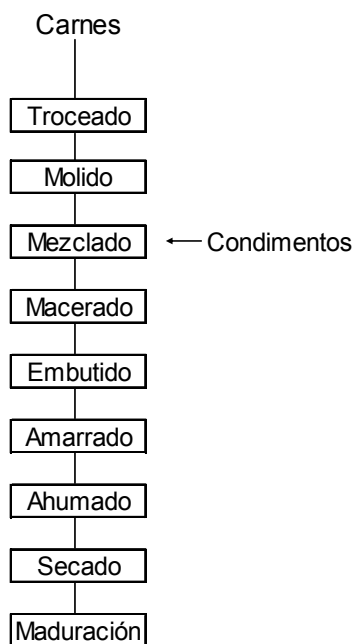 Carnes
Troceado
Molido
Mezclado
Condimentos
Macerado
Embutido
Amarrado
Ahumado
Secado
Maduración